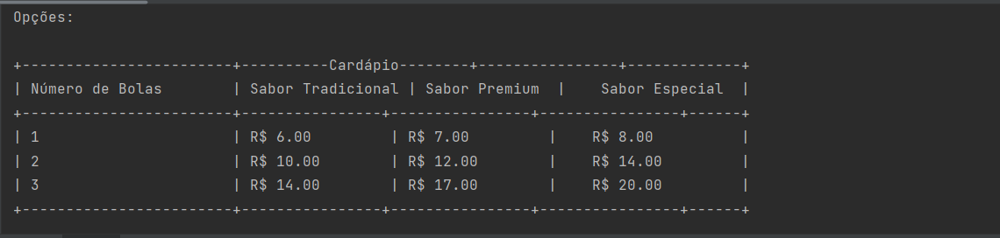 Opções:
+------------------------+----------Cardápio--------+----------------+-------------+
| Número de Bolas        | Sabor Tradicional | Sabor Premium  |    Sabor Especial  |
+------------------------+----------------+----------------+----------------+------+
| 1                      | R$ 6.00         | R$ 7.00         |    R$ 8.00          |
| 2                      | R$ 10.00        | R$ 12.00        |    R$ 14.00         |
| 3                      | R$ 14.00        | R$ 17.00        |    R$ 20.00         |
+------------------------+----------------+----------------+----------------+------+